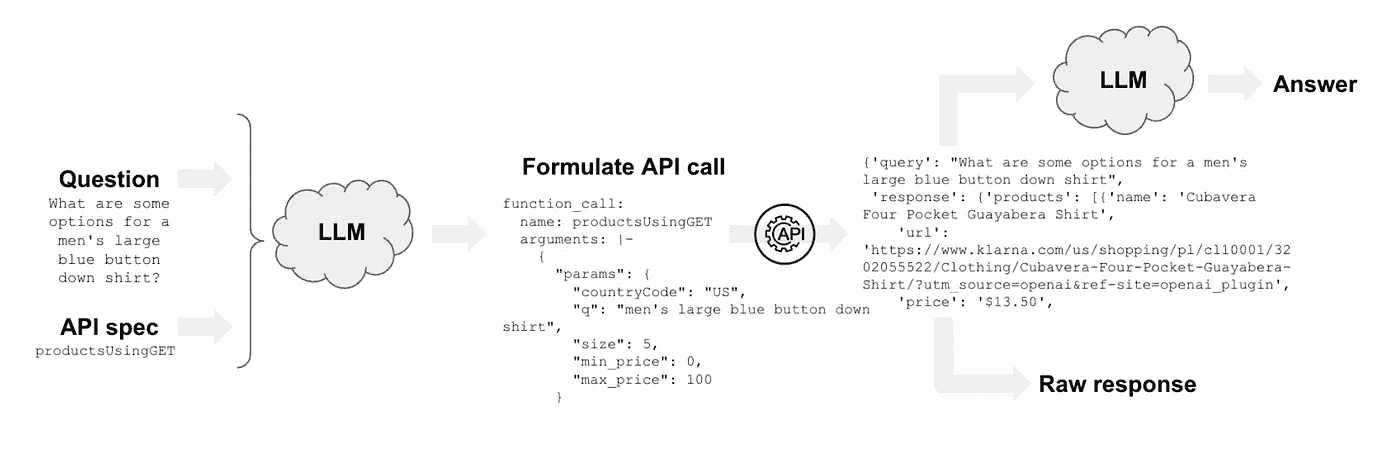 Question
What are some
options for a
men's large
blue button
down shirt?
API spec
productsUsingGET
LLM
Formulate API call
function_call:
name: productsUsingGET
arguments: |-
{
"params": {
"countryCode": "US",
"q": "men's large blue button down
shirt",
"size": 5,
"min_price": 0,
"max_price": 100
}
API
{'query': "What are some options for a men's
large blue button down shirt",
'response': {'products': [{'name': 'Cubavera
Four Pocket Guayabera Shirt',
'url':
'https://www.klarna.com/us/shopping/pl/cl10001/32
02055522/Clothing/Cubavera-Four-Pocket-Guayabera-
Shirt/?utm_source=openai&ref-site=openai_plugin',
'price': '$13.50',
LLM
Answer
Raw response